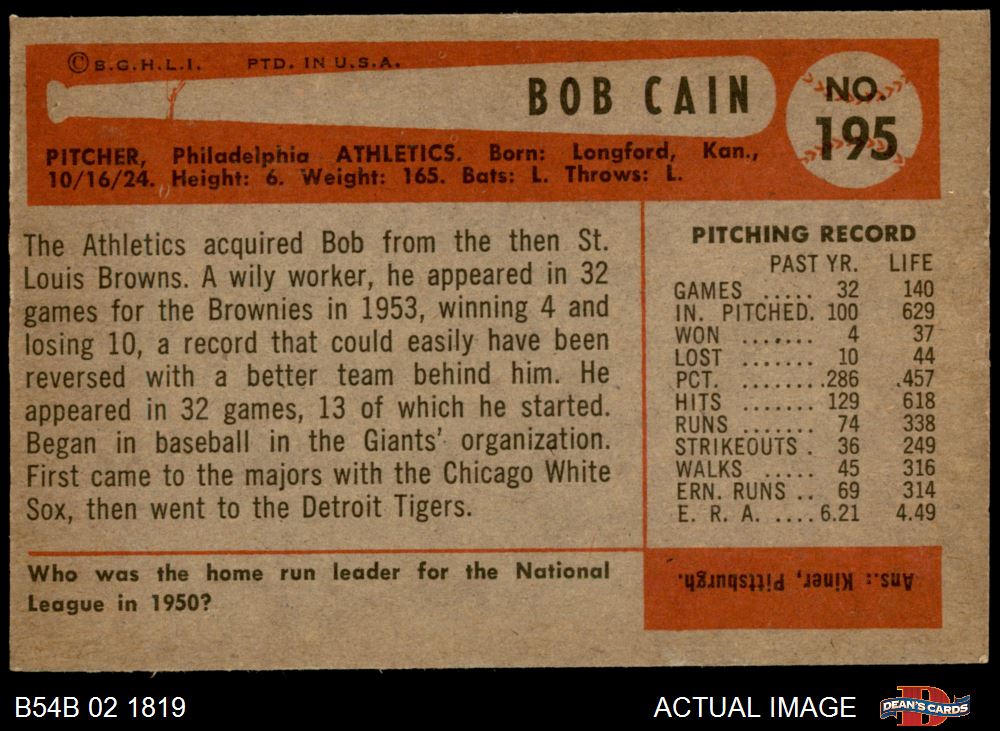 © B.G.H.L.I. PTD. IN U.S.A.
BOB CAIN
NO.
195
PITCHER, Philadelphia ATHLETICS. Born: Longford, Kan.,
10/16/24. Height: 6. Weight: 165. Bats: L. Throws: L.
The Athletics acquired Bob from the then St.
Louis Browns. A wily worker, he appeared in 32
games for the Brownies in 1953, winning 4 and
losing 10, a record that could easily have been
reversed with a better team behind him. He
appeared in 32 games, 13 of which he started.
Began in baseball in the Giants' organization.
First came to the majors with the Chicago White
Sox, then went to the Detroit Tigers.
PITCHING RECORD
PAST YR. LIFE
GAMES ..... 32 140
IN. PITCHED. 100 629
WON ....... 4 37
LOST ....... 10 44
PCT. ........ .286 .457
HITS ....... 129 618
RUNS ....... 74 338
STRIKEOUTS . 36 249
WALKS ..... 45 316
ERN. RUNS .. 69 314
E. R. A. .... 6.21 4.49
Who was the home run leader for the National
League in 1950?
Ans.: Kiner, Pittsburgh.
B54B 02 1819
ACTUAL IMAGE
D
DEAN'S CARDS